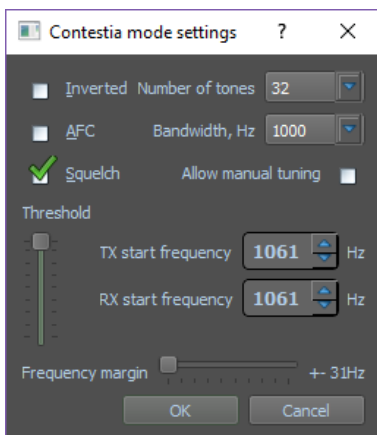 Contestia mode settings ?
Inverted Number of tones 32
AFC Bandwidth, Hz 1000
Squelch Allow manual tuning
Threshold
TX start frequency 1061 Hz
RX start frequency 1061 Hz
Frequency margin +- 31Hz
OK Cancel